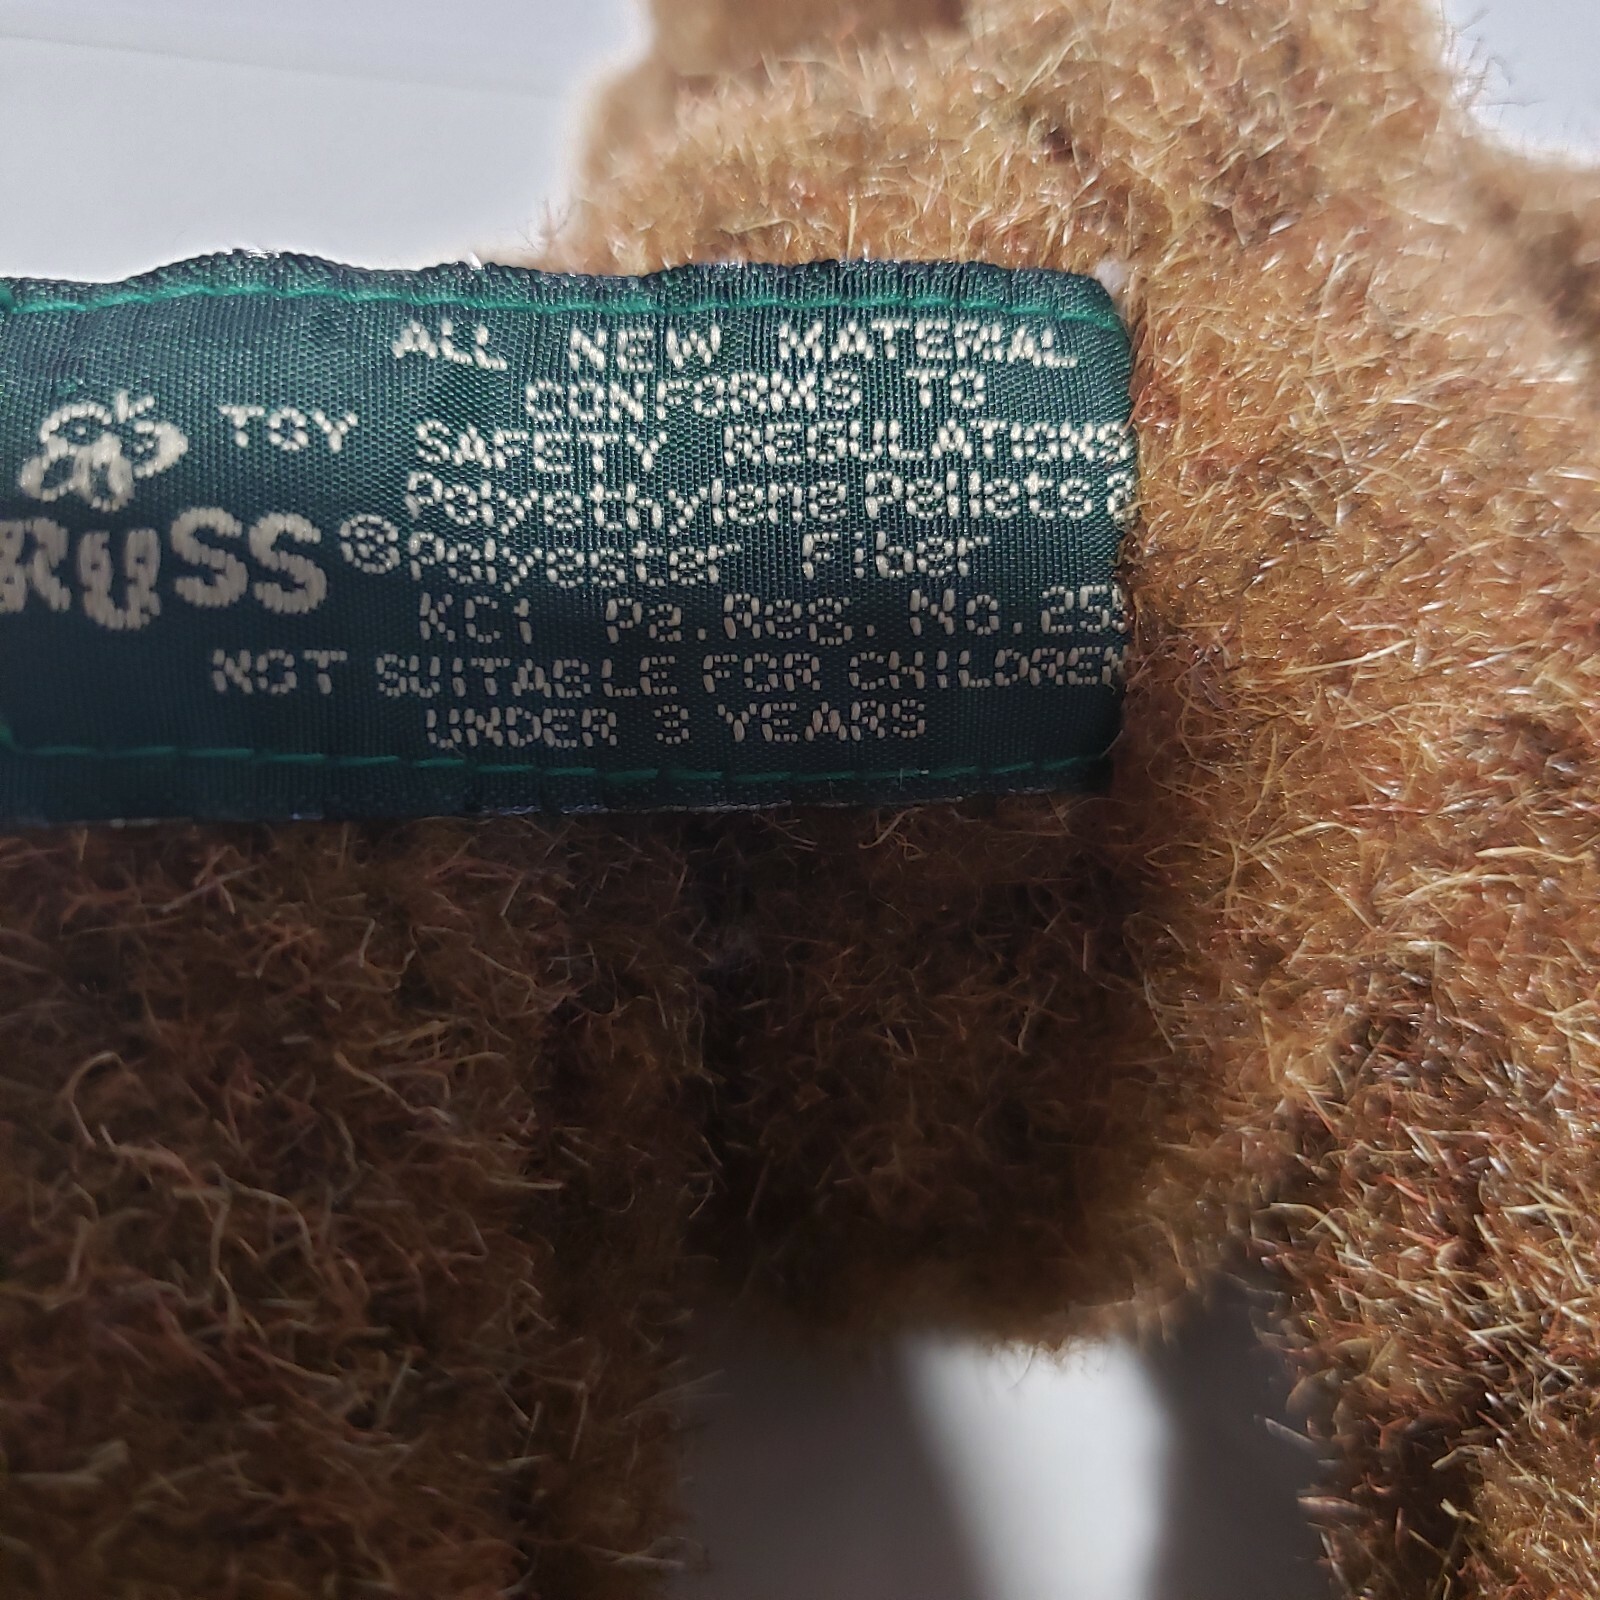 ALL NEW MATERIAL
CONFORMS TO
TOY SAFETY REGULATIONS
Polyethylene Pellets
RUSS ® Polyester Fiber
KC1 Pa.Reg. No. 25
NOT SUITABLE FOR CHILDREN
UNDER 3 YEARS